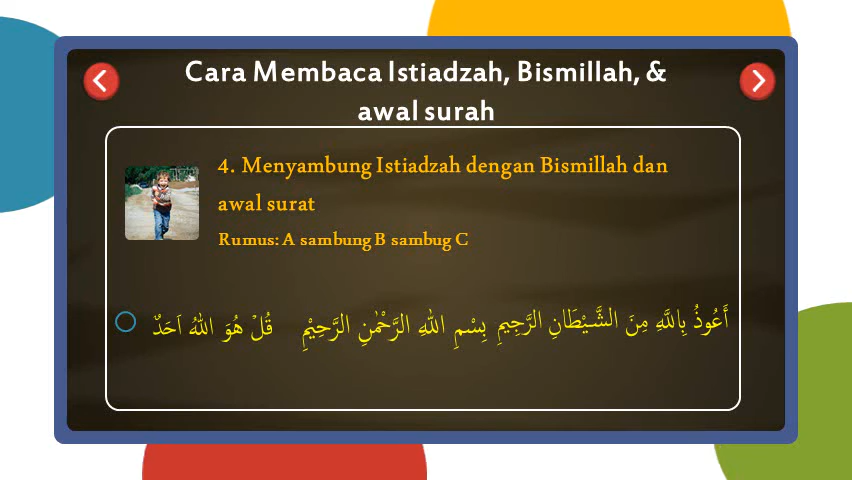 Cara Membaca Istiadzah, Bismillah, &
awal surah
4. Menyambung Istiadzah dengan Bismillah dan
awal surat
Rumus: A sambung B sambug C
أَعُوذُ بِاللَّهِ مِنَ الشَّيْطَانِ الرَّجِيمِ بِسْمِ اللهِ الرَّحْمٰنِ الرَّحِيْمِ قُلْ هُوَ اللهُ اَحَدٌ